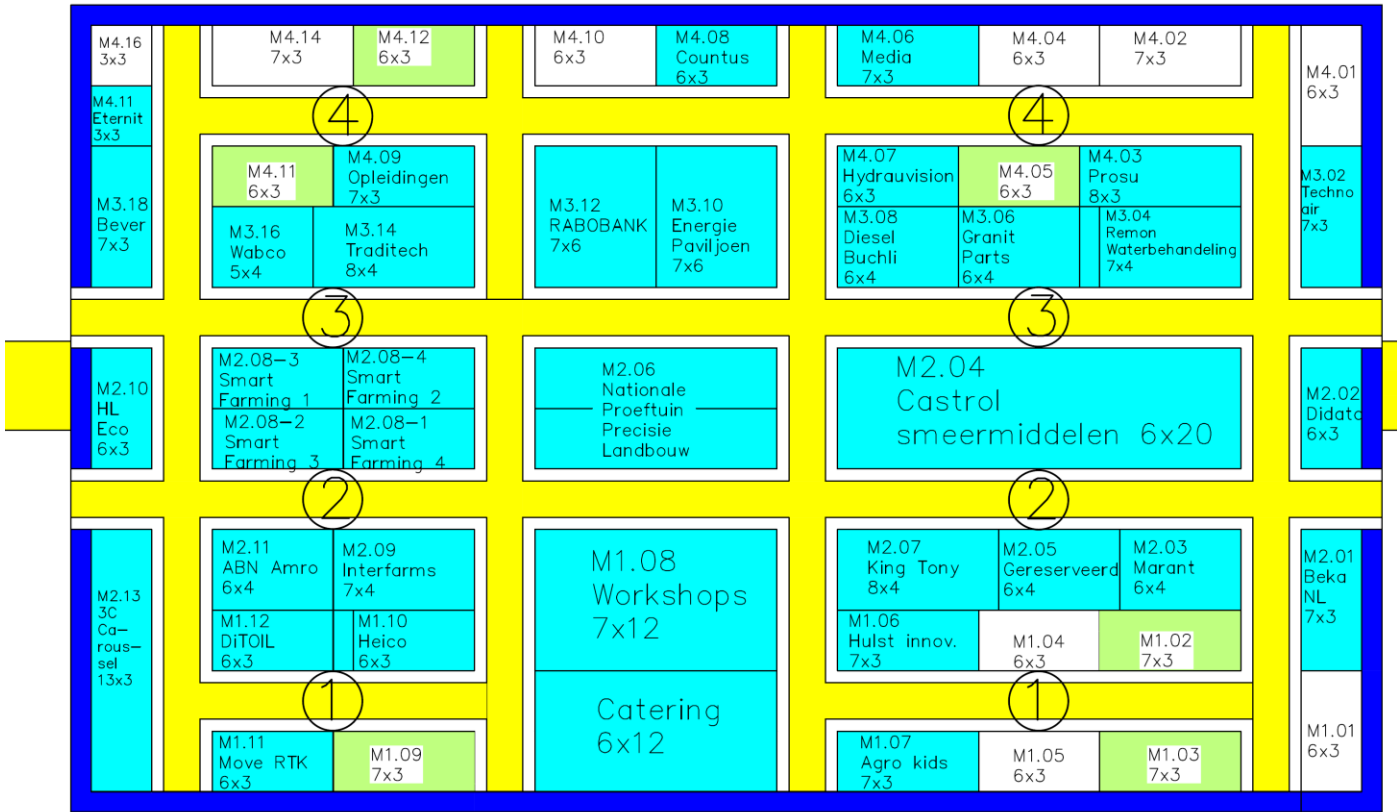 M4.16
3x3
M4.14
7x3
M4.12
6x3
M4.10
6x3
M4.08
Countus
6x3
M4.06
Media
7x3
M4.04
6x3
M4.02
7x3
M4.01
6x3
M4.11
Eternit
3x3
4
4
M3.18
Bever
7x3
M4.11
6x3
M4.09
Opleidingen
7x3
M3.16
Wabco
5x4
M3.14
Traditech
8x4
M3.12
RABOBANK
7x6
M3.10
Energie
Paviljoen
7x6
M4.07
Hydrauvision
6x3
M4.05
6x3
M4.03
Prosu
8x3
M3.08
Diesel
Buchli
6x4
M3.06
Granit
Parts
6x4
M3.04
Remon
Waterbehandeling
7x4
M3.02
Techno
air
7x3
3
3
M2.10
HL
Eco
6x3
M2.08-3
Smart
Farming 1
M2.08-4
Smart
Farming 2
M2.08-2
Smart
Farming 3
M2.08-1
Smart
Farming 4
M2.06
Nationale
Proeftuin
Precisie
Landbouw
M2.04
Castrol
smeermiddelen 6x20
M2.02
Didata
6x3
2
2
M2.13
3C
Ca-
rous-
sel
13x3
M2.11
ABN Amro
6x4
M2.09
Interfarms
7x4
M1.12
DiTOIL
6x3
M1.10
Heico
6x3
M1.08
Workshops
7x12
Catering
6x12
M2.07
King Tony
8x4
M2.05
Gereserveerd
6x4
M2.03
Marant
6x4
M1.06
Hulst innov.
7x3
M1.04
6x3
M1.02
7x3
M2.01
Beka
NL
7x3
1
1
M1.11
Move RTK
6x3
M1.09
7x3
M1.07
Agro kids
7x3
M1.05
6x3
M1.03
7x3
M1.01
6x3